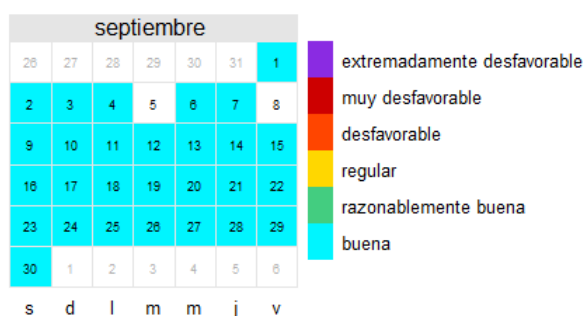 septiembre
26 27 28 29 30 31 1
2 3 4 5 6 7 8
9 10 11 12 13 14 15
16 17 18 19 20 21 22
23 24 25 26 27 28 29
30 1 2 3 4 5 6
s d l m m j v
extremadamente desfavorable
muy desfavorable
desfavorable
regular
razonablemente buena
buena